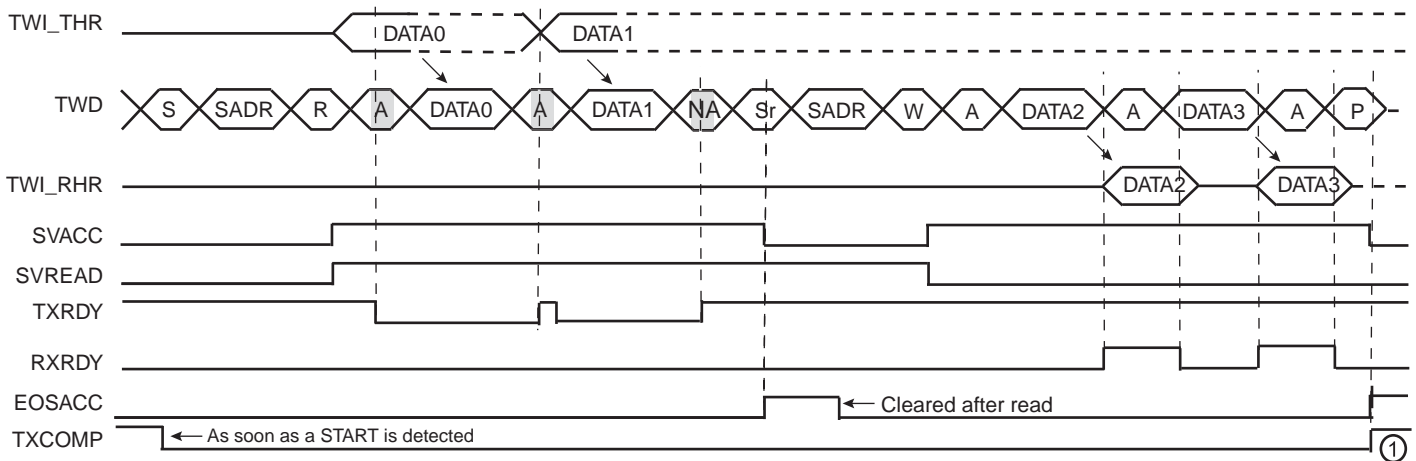 TWI_THR DATA0 DATA1
TWD S SADR R A DATA0 A DATA1 NA Sr SADR W A DATA2 A DATA3 A P
TWI_RHR DATA2 DATA3
SVACC
SVREAD
TXRDY
RXRDY
EOSACC Cleared after read
TXCOMP As soon as a START is detected 1